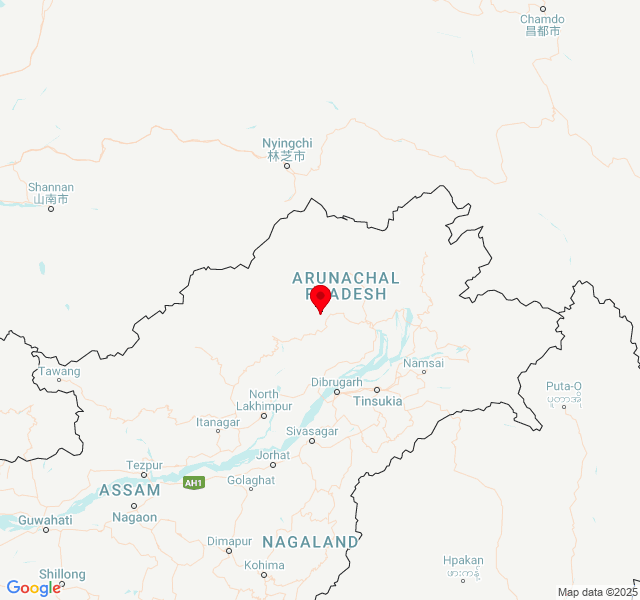 Chamdo
昌都市
Nyingchi
林芝市
Shannan
山南市
ARUNACHAL
PRADESH
Tawang
Namsai
Dibrugarh
Tinsukia
Puta-O
ပူတာအိုမြို့
North
Lakhimpur
Itanagar
Sivasagar
Jorhat
Tezpur
AH1
Golaghat
ASSAM
Nagaon
Guwahati
Dimapur
NAGALAND
Kohima
Hpakan
ဖားကန့်
Shillong
Google
Map data ©2025